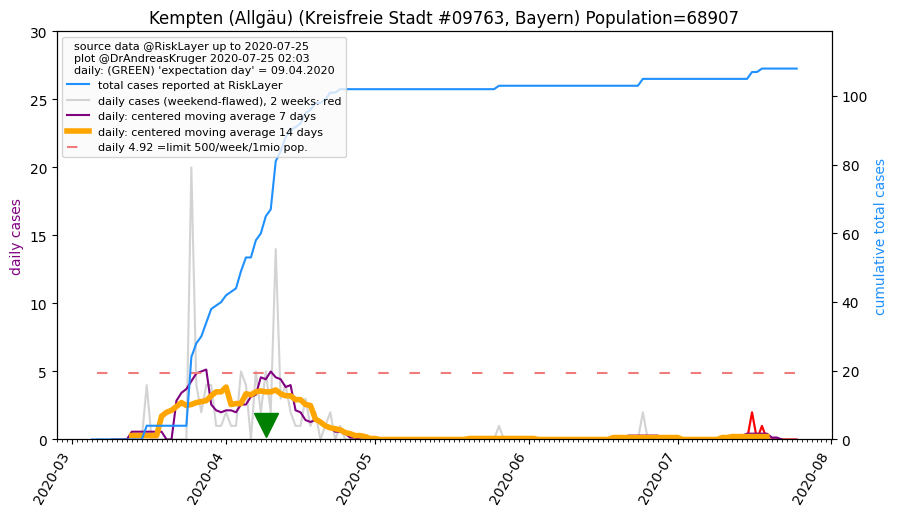 Kempten (Allgäu) (Kreisfreie Stadt #09763, Bayern) Population=68907
source data @RiskLayer up to 2020-07-25
plot @DrAndreasKruger 2020-07-25 02:03
daily: (GREEN) 'expectation day' = 09.04.2020
total cases reported at RiskLayer
daily cases (weekend-flawed), 2 weeks: red
daily: centered moving average 7 days
daily: centered moving average 14 days
daily 4.92 =limit 500/week/1mio pop.
daily cases
30
25
20
15
10
5
0
cumulative total cases
100
80
60
40
20
0
2020-03
2020-04
2020-05
2020-06
2020-07
2020-08